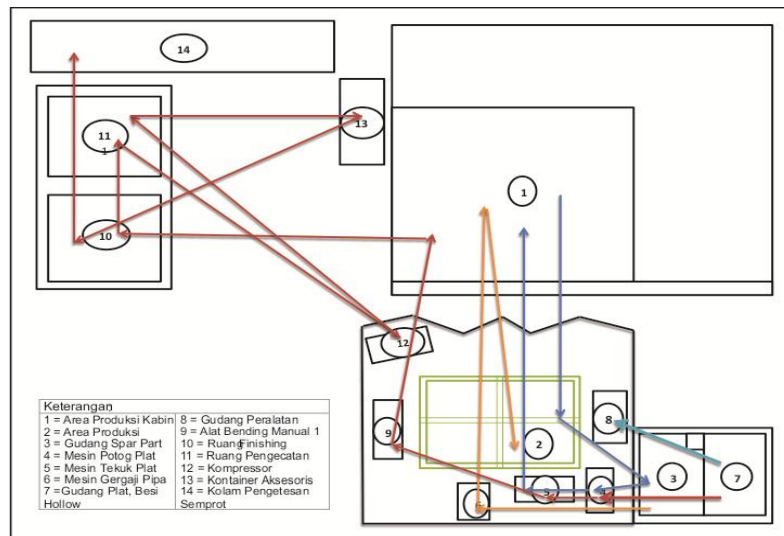 14
11
1
13
10
1
12
9
8
2
3
7
5
4
6
Keterangan:
1 = Area Produksi Kabin
2 = Area Produksi
3 = Gudang Spar Part
4 = Mesin Potog Plat
5 = Mesin Tekuk Plat
6 = Mesin Gergaji Pipa
7 =Gudang Plat, Besi
Hollow
8 = Gudang Peralatan
9 = Alat Bending Manual 1
10 = Ruang Finishing
11 = Ruang Pengecatan
12 = Kompressor
13 = Kontainer Aksesoris
14 = Kolam Pengetesan
Semprot